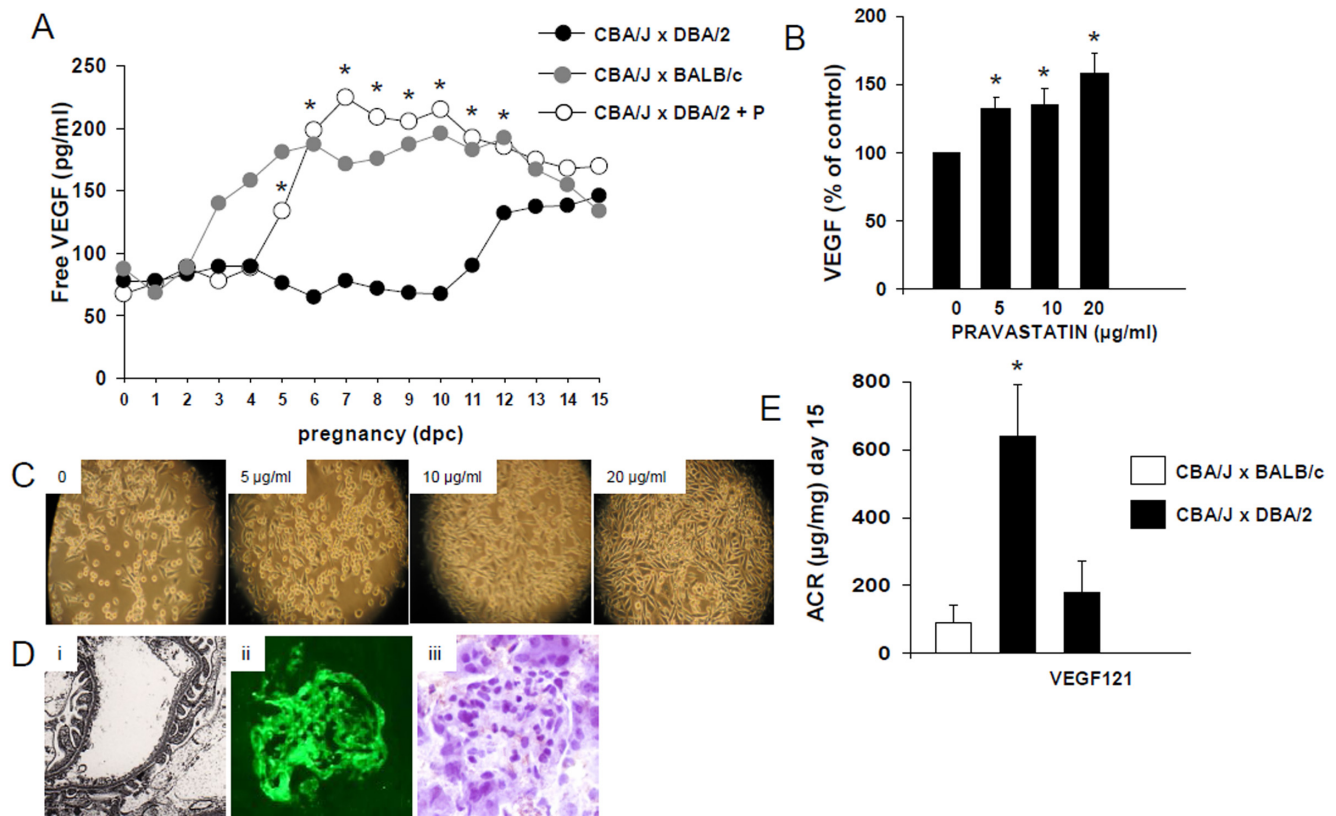 A
CBA/J x DBA/2
CBA/J x BALB/c
CBA/J x DBA/2 + P
Free VEGF (pg/ml)
250
200
150
100
50
0
* * * * * * * *
0 1 2 3 4 5 6 7 8 9 10 11 12 13 14 15
pregnancy (dpc)
B
VEGF (% of control)
200
150
100
50
0
* * *
0 5 10 20
PRAVASTATIN (µg/ml)
C
0
5 µg/ml
10 µg/ml
20 µg/ml
D
i
ii
iii
E
ACR (µg/mg) day 15
800
600
400
200
0
*
VEGF121
CBA/J x BALB/c
CBA/J x DBA/2